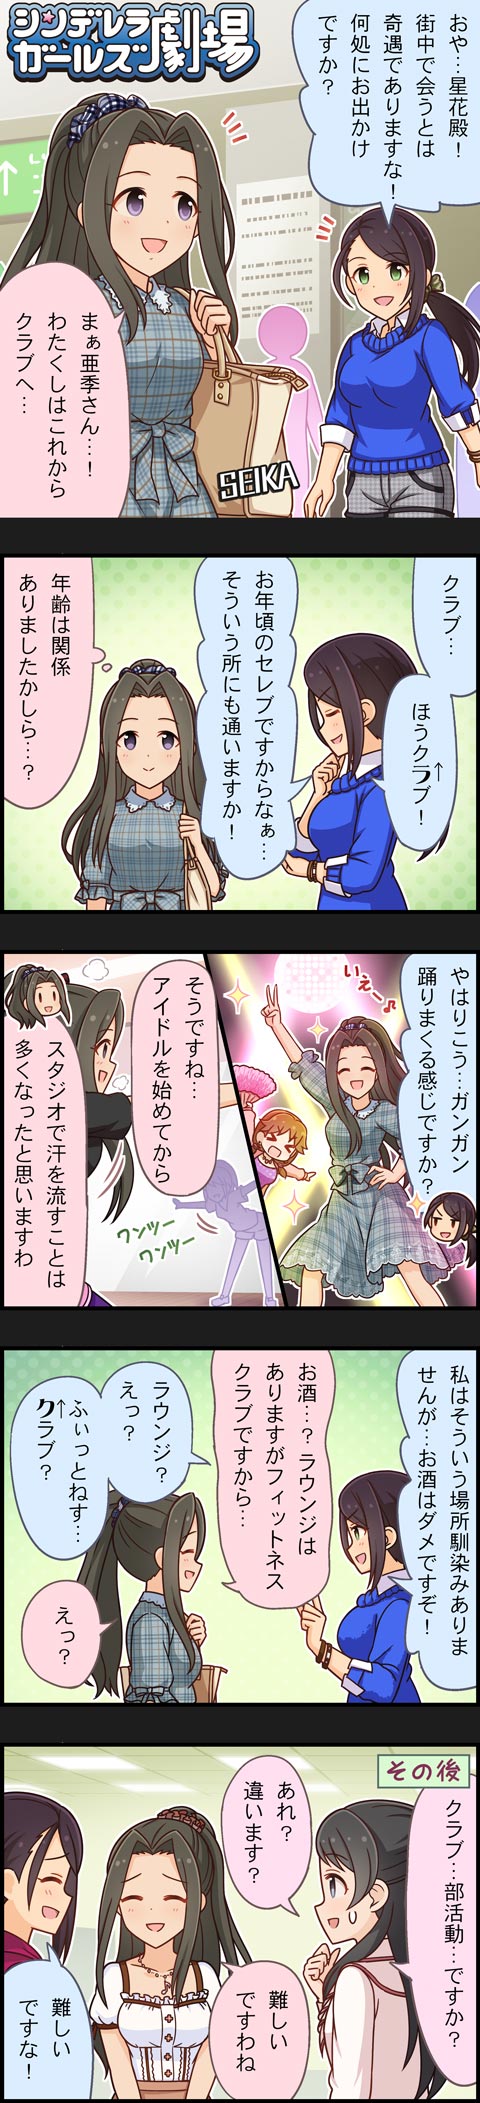 シンデレラ
ガールズ劇場
おや…星花殿！
街中で会うとは
奇遇でありますな！
何処にお出かけ
ですか？
まぁ亜季さん…！
わたくしはこれから
クラブへ…
SEIKA
クラブ…
ほうクラブ！
↑
お年頃のセレブですからなぁ…
そういう所にも通いますか！
年齢は関係
ありましたかしら…？
やはりこう…ガンガン
踊りまくる感じですか？
いえー♪
そうですね…
アイドルを始めてから
スタジオで汗を流すことは
多くなったと思いますわ
ワンツー
ワンツー
私はそういう場所馴染みありま
せんが…お酒はダメですぞ！
お酒…？ラウンジは
ありますがフィットネス
クラブですから…
ラウンジ？
えっ？
ふぃっとねす…
クラブ？
↑
えっ？
その後
クラブ…部活動…ですか？
あれ？
違います？
難しい
ですわね
難しい
ですな！